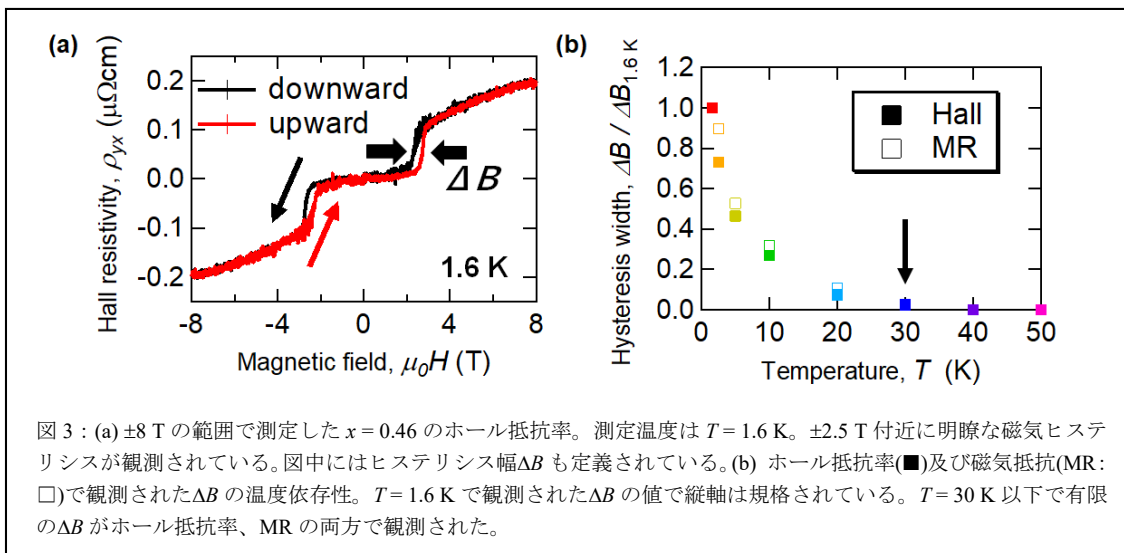 (a)
Hall resistivity, ρyx (μΩcm)
0.2
0.1
0.0
-0.1
-0.2
downward
upward
ΔB
1.6 K
-8 -4 0 4 8
Magnetic field, μ0H (T)
(b)
Hysteresis width, ΔB / ΔB1.6 K
1.2
1.0
0.8
0.6
0.4
0.2
0.0
Hall
MR
0 10 20 30 40 50
Temperature, T (K)
図 3：(a) ±8 T の範囲で測定した x = 0.46 のホール抵抗率。測定温度は T = 1.6 K。±2.5 T 付近に明瞭な磁気ヒステ
リシスが観測されている。図中にはヒステリシス幅ΔB も定義されている。(b) ホール抵抗率(■)及び磁気抵抗(MR：
□)で観測されたΔB の温度依存性。T = 1.6 K で観測されたΔB の値で縦軸は規格されている。T = 30 K 以下で有限
のΔB がホール抵抗率、MR の両方で観測された。